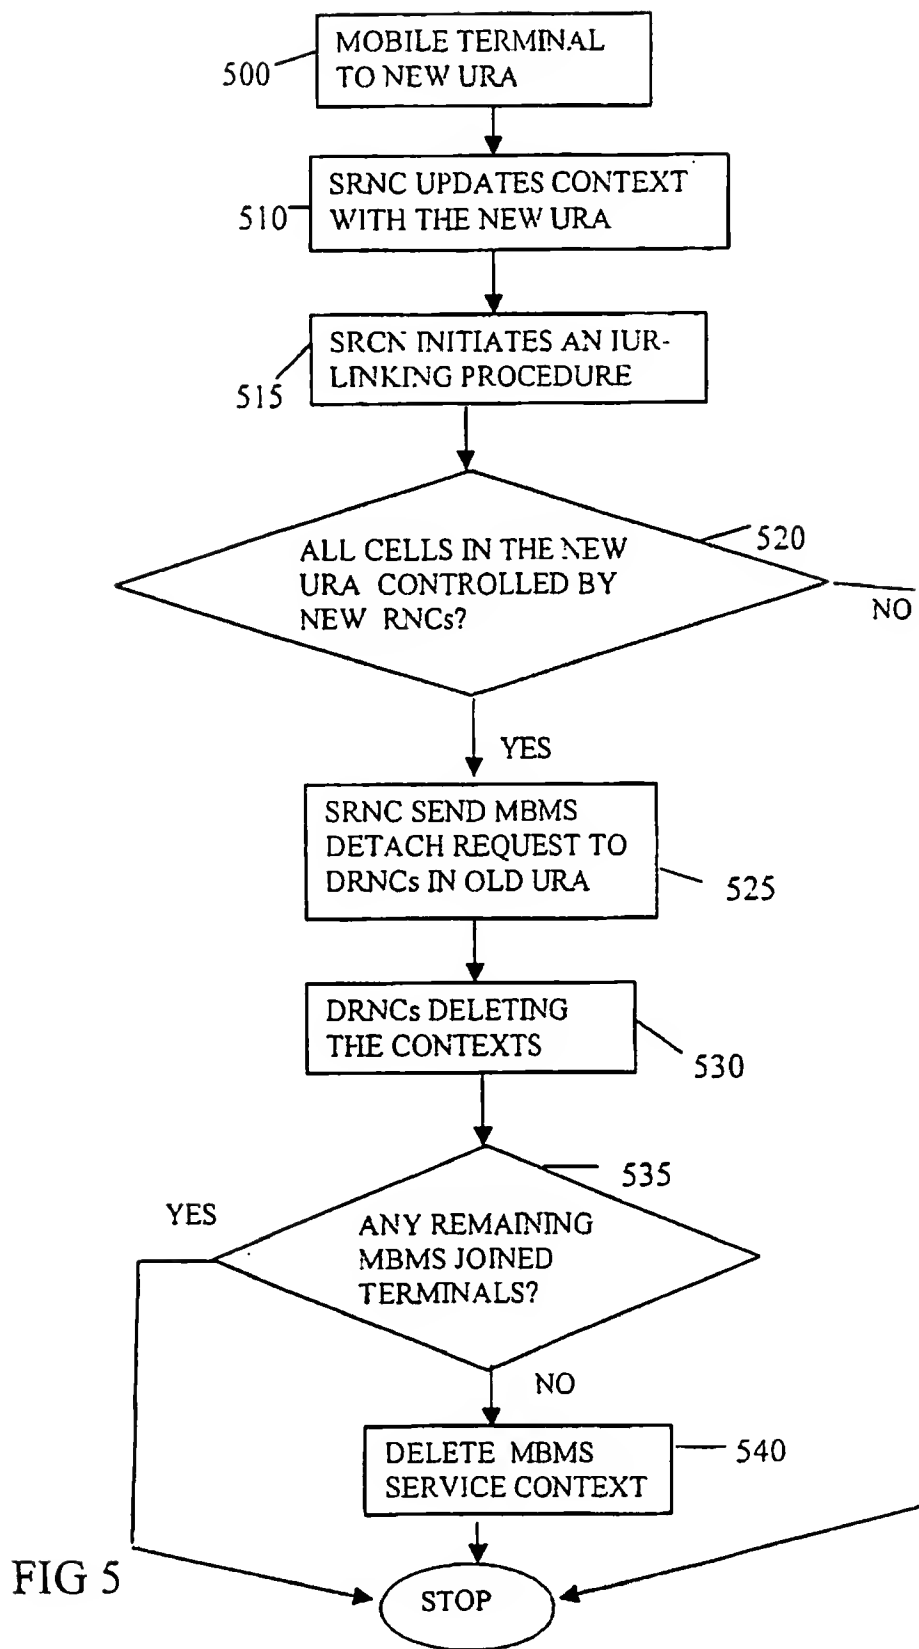 MOBILE TERMINAL
TO NEW URA
500
SRNC UPDATES CONTEXT
WITH THE NEW URA
510
SRCN INITIATES AN IUR-
LINKING PROCEDURE
515
ALL CELLS IN THE NEW
URA CONTROLLED BY
NEW RNCs?
520
NO
YES
SRNC SEND MBMS
DETACH REQUEST TO
DRNCs IN OLD URA
525
DRNCs DELETING
THE CONTEXTS
530
535
YES
ANY REMAINING
MBMS JOINED
TERMINALS?
NO
DELETE MBMS
SERVICE CONTEXT
540
STOP
FIG 5